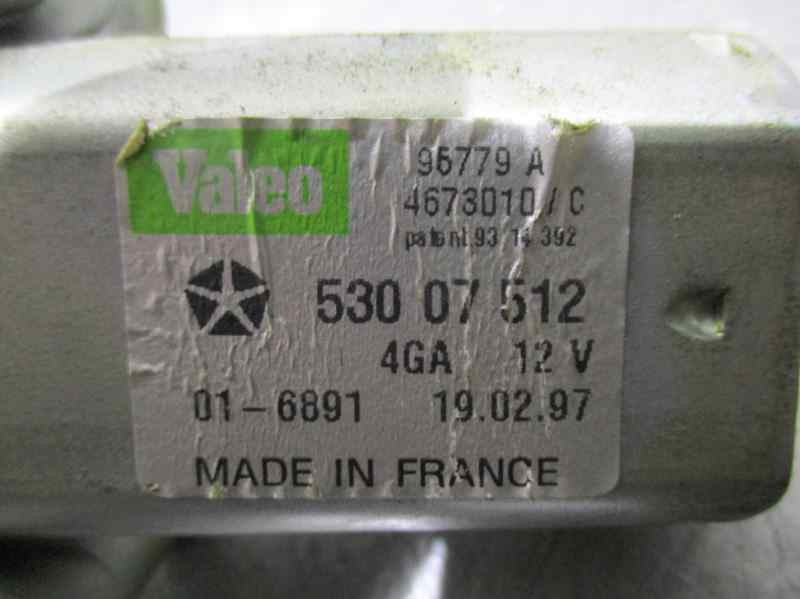 Valeo
95779 A
4673010/C
patent.93 14 392
530 07 512
4GA 12 V
01-6891 19.02.97
MADE IN FRANCE